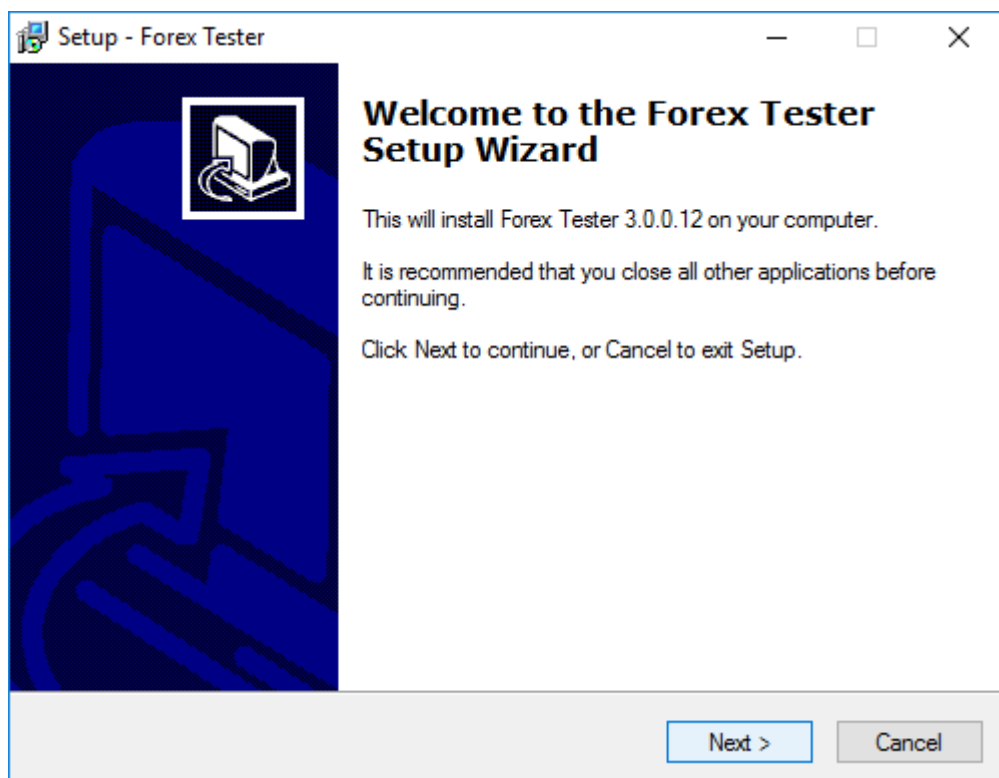 Setup - Forex Tester
Welcome to the Forex Tester
Setup Wizard
This will install Forex Tester 3.0.0.12 on your computer.
It is recommended that you close all other applications before
continuing.
Click Next to continue, or Cancel to exit Setup.
Next >
Cancel